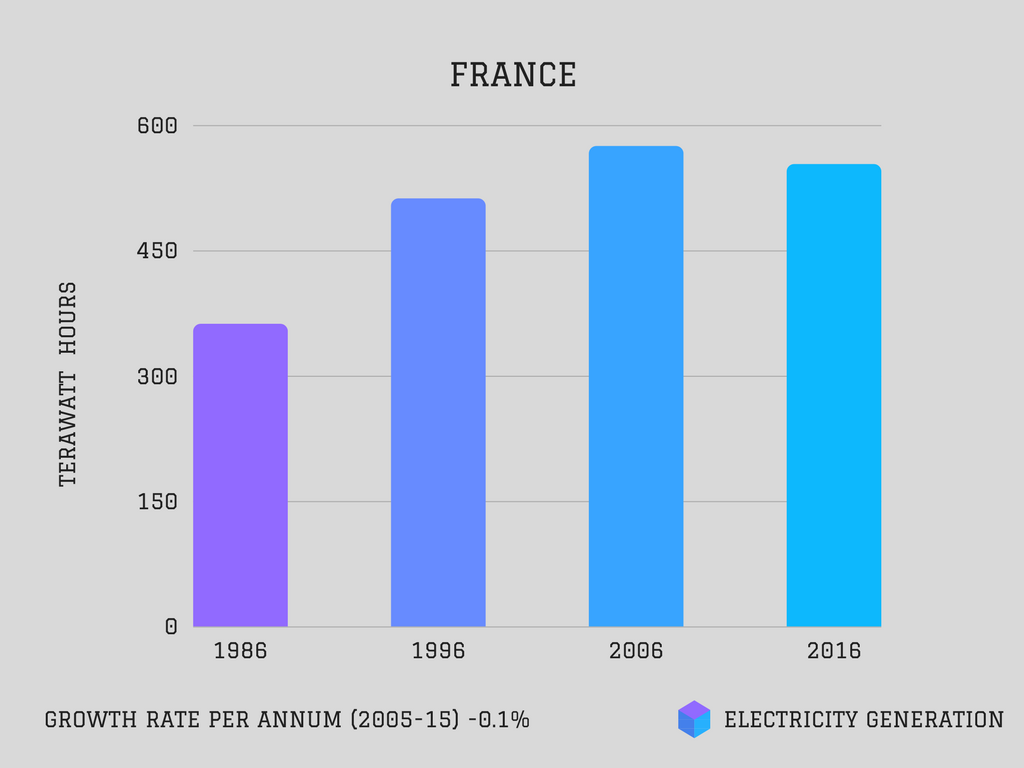 FRANCE
600
450
300
150
0
TERAWATT HOURS
1986 1996 2006 2016
GROWTH RATE PER ANNUM (2005-15) -0.1%
ELECTRICITY GENERATION